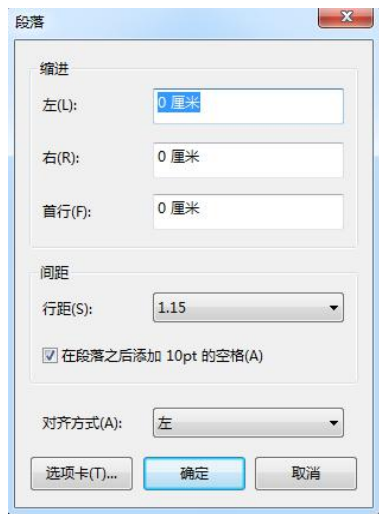 段落
缩进
左(L):
0 厘米
右(R):
0 厘米
首行(F):
0 厘米
间距
行距(S):
1.15
在段落之后添加 10pt 的空格(A)
对齐方式(A):
左
选项卡(T)...
确定
取消